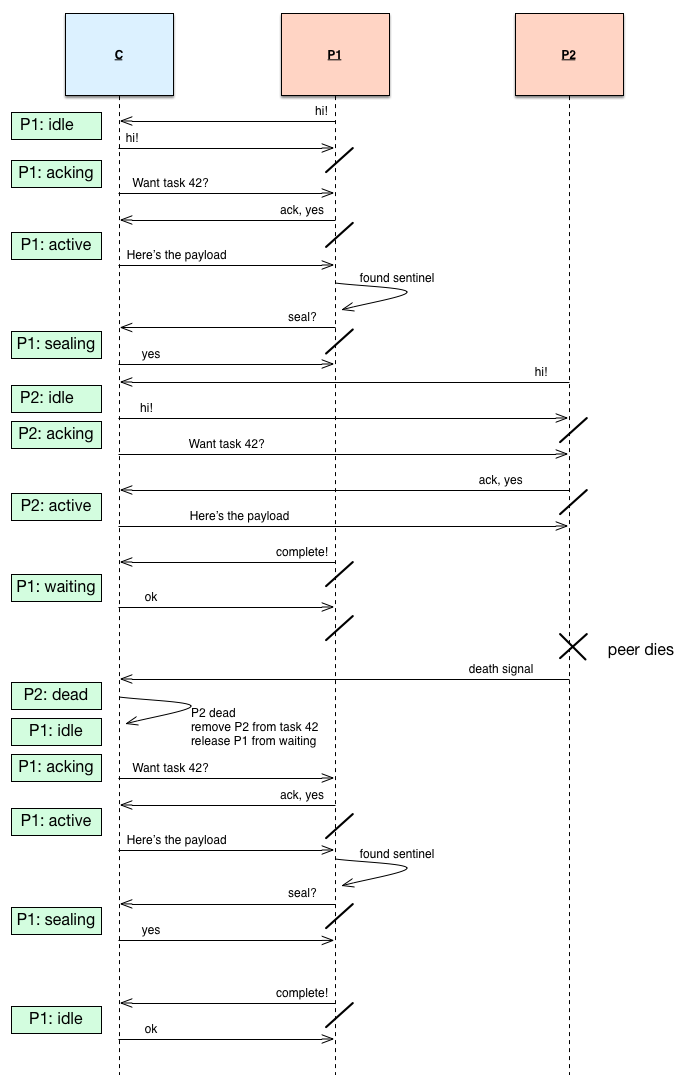 C
P1
P2
hi!
P1: idle
hi!
P1: acking
Want task 42?
ack, yes
P1: active
Here's the payload
found sentinel
seal?
P1: sealing
yes
hi!
P2: idle
hi!
P2: acking
Want task 42?
ack, yes
P2: active
Here's the payload
complete!
P1: waiting
ok
peer dies
death signal
P2: dead
P2 dead
remove P2 from task 42
release P1 from waiting
P1: idle
P1: acking
Want task 42?
ack, yes
P1: active
Here's the payload
found sentinel
seal?
P1: sealing
yes
complete!
P1: idle
ok